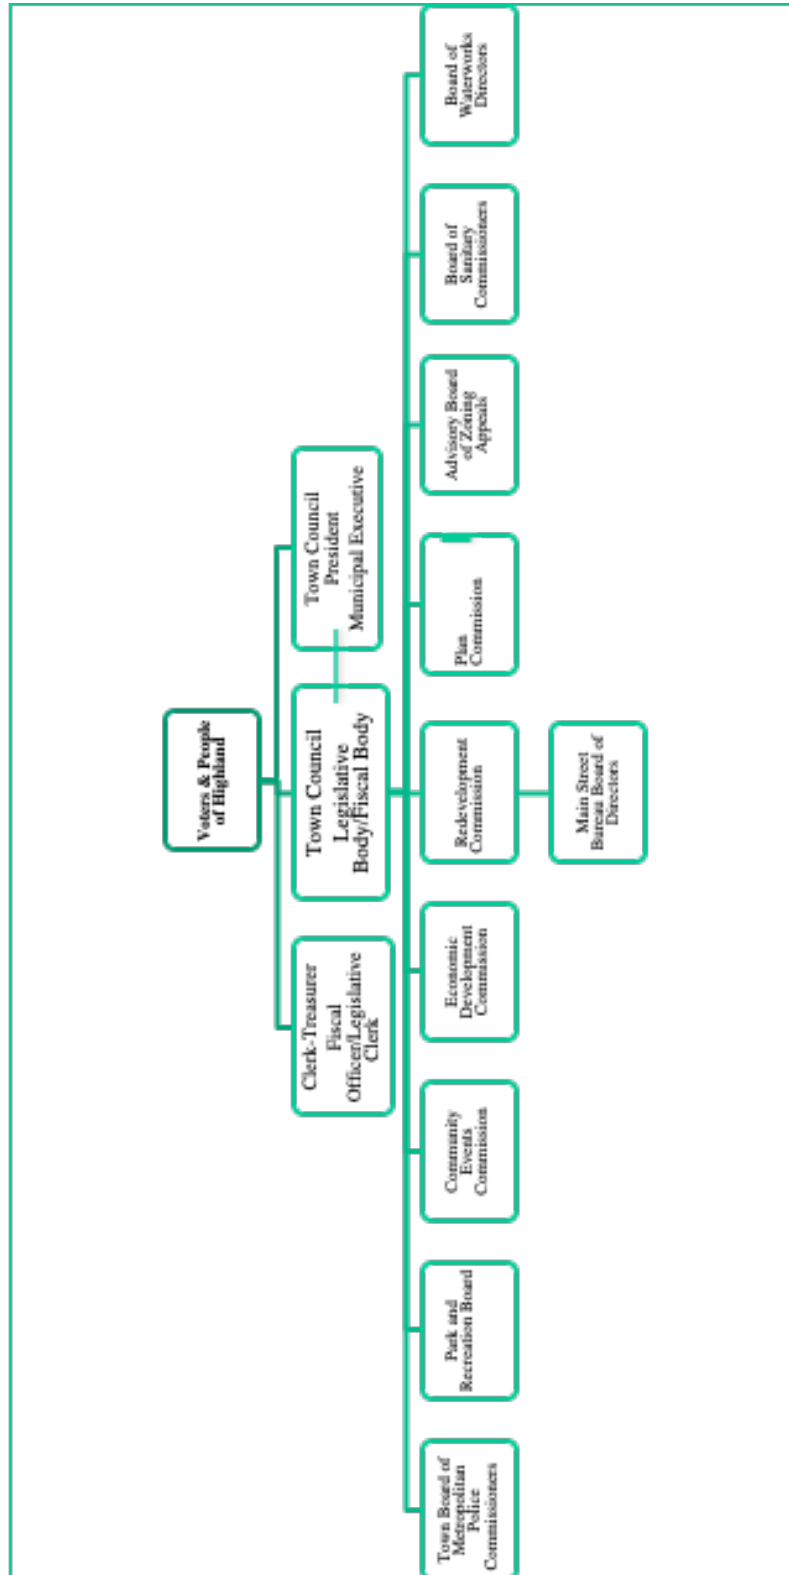 Voters & People
of Highland
Clerk-Treasurer
Fiscal
Officer/Legislative
Clerk
Town Council
Legislative
Body/Fiscal Body
Town Council
President
Municipal Executive
Town Board of
Metropolitan
Police
Commissioners
Park and
Recreation Board
Community
Events
Commission
Economic
Development
Commission
Redevelopment
Commission
Plan
Commission
Advisory Board
of Zoning
Appeals
Board of
Sanitary
Commissioners
Board of
Waterworks
Directors
Main Street
Bureau Board of
Directors